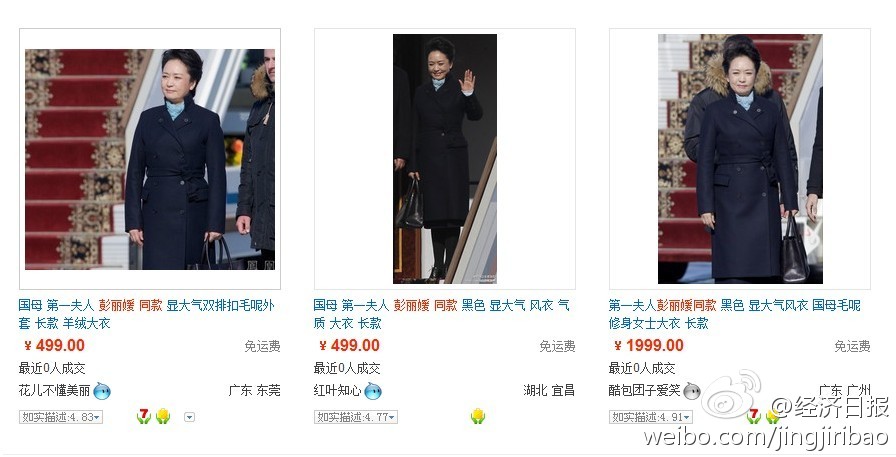 国母 第一夫人 彭丽媛 同款 显大气双排扣毛呢外
套 长款 羊绒大衣
¥ 499.00
免运费
最近0人成交
花儿不懂美丽
广东 东莞
如实描述:4.83
7
国母 第一夫人 彭丽媛 同款 黑色 显大气 风衣 气
质 大衣 长款
¥ 499.00
免运费
最近0人成交
红叶知心
湖北 宜昌
如实描述:4.77
第一夫人彭丽媛同款 黑色 显大气风衣 国母毛呢
修身女士大衣 长款
¥ 1999.00
免运费
最近0人成交
酷包团子爱笑
广东 广州
如实描述:4.91
7
@经济日报
weibo.com/jingjiribao